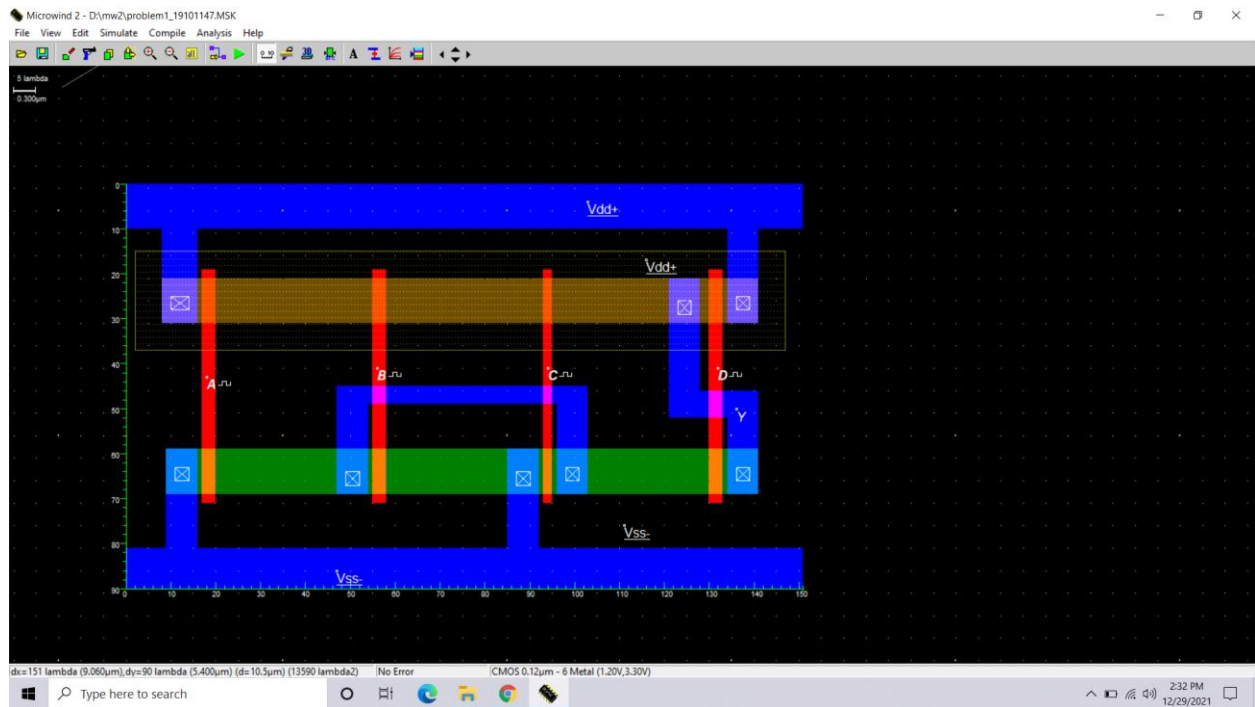 Microwind 2 - D:\mw2\problem1_19101147.MSK
File View Edit Simulate Compile Analysis Help
5 lambda
0.300µm
0
Vdd+
10
Vdd+
20
30
A
B
C
D
40
Y
50
60
70
Vss-
80
Vss-
90
0 10 20 30 40 50 60 70 80 90 100 110 120 130 140 150
dx=151 lambda (9.060µm),dy=90 lambda (5.400µm) (d=10.5µm) (13590 lambda2) No Error CMOS 0.12µm - 6 Metal (1.20V,3.30V)
Type here to search
2:32 PM
12/29/2021